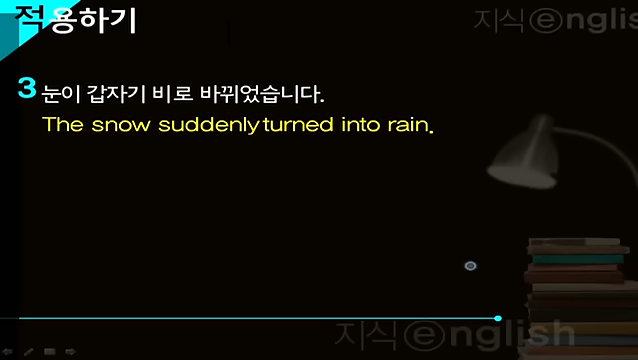 적용하기
지식ⓔnglis
3 눈이 갑자기 비로 바뀌었습니다.
The snow suddenly turned into rain.
지식ⓔnglish